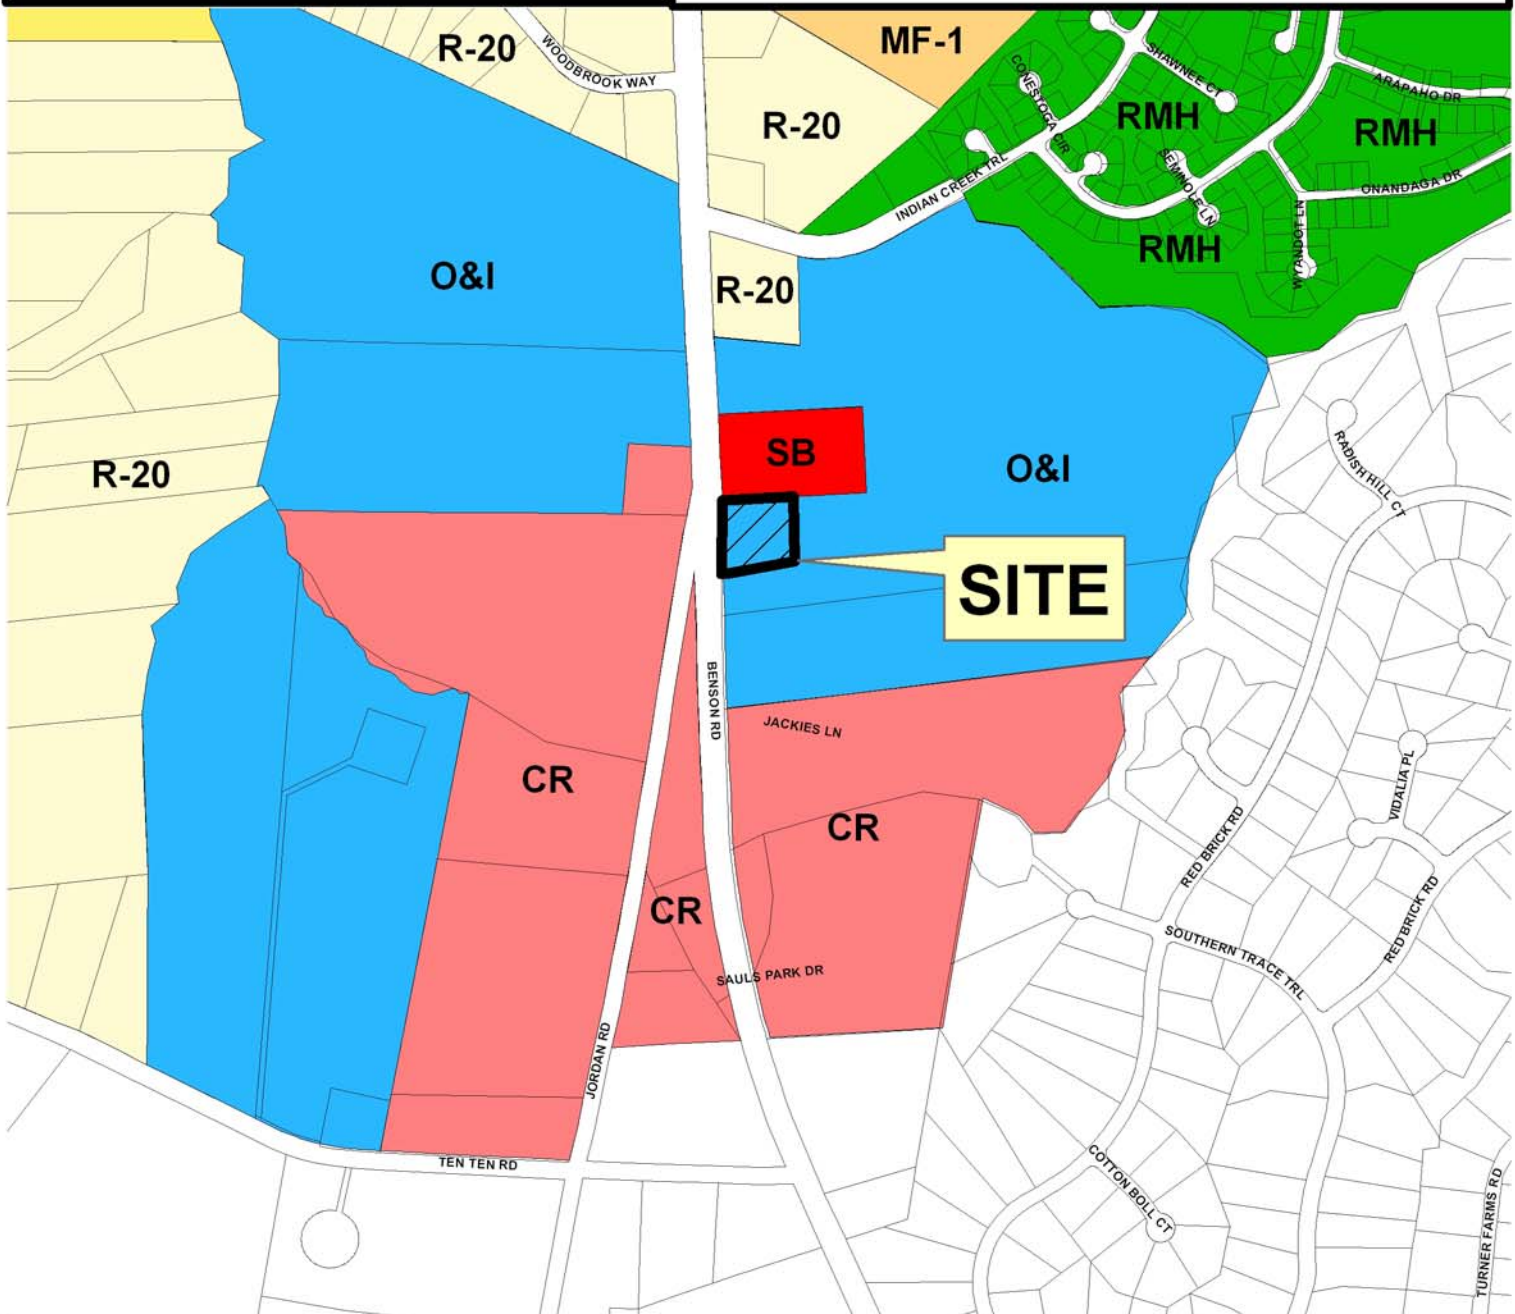 R-20
WOODBROOK WAY
MF-1
CONESTOGA CIR
SHAWNEE CT
ARAPAHO DR
R-20
RMH
RMH
INDIAN CREEK TRL
SEMINOLE LN
ONANDAGA DR
WYANDOT LN
RMH
O&I
R-20
SB
O&I
R-20
RADISH HILL CT
SITE
BENSON RD
JACKIES LN
CR
CR
VIDALIA PL
RED BRICK RD
CR
RED BRICK RD
SOUTHERN TRACE TRL
SAULS PARK DR
JORDAN RD
TEN TEN RD
COTTON BOLL CT
TURNER FARMS RD